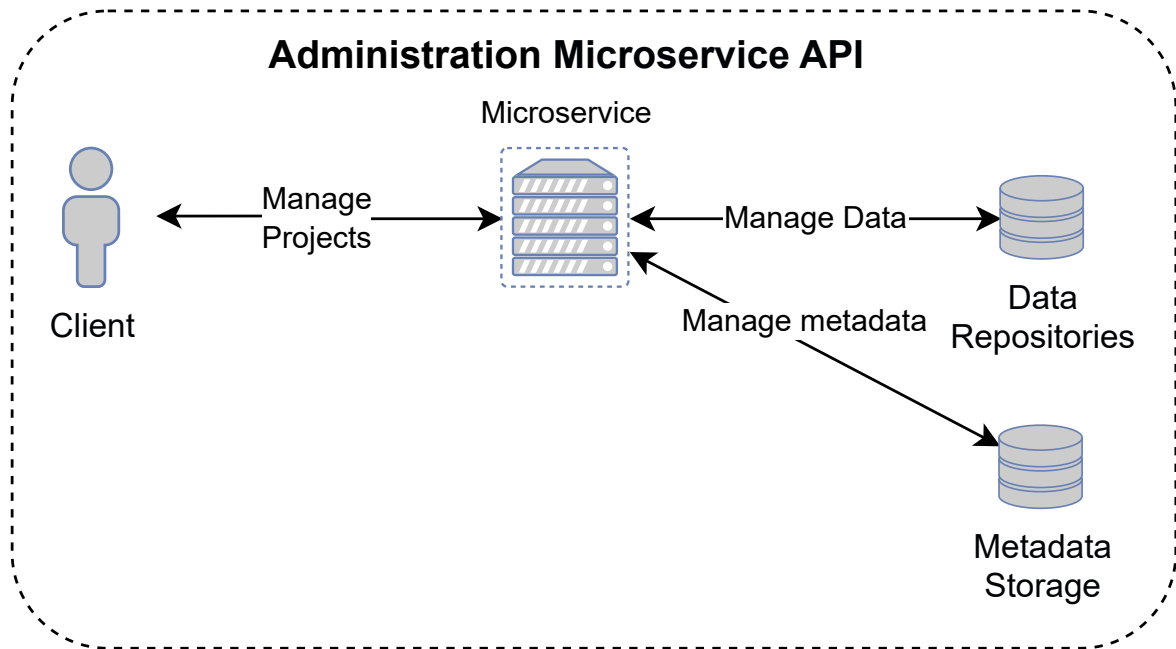 Administration Microservice API
Microservice
Manage
Projects
Manage Data
Manage metadata
Client
Data
Repositories
Metadata
Storage